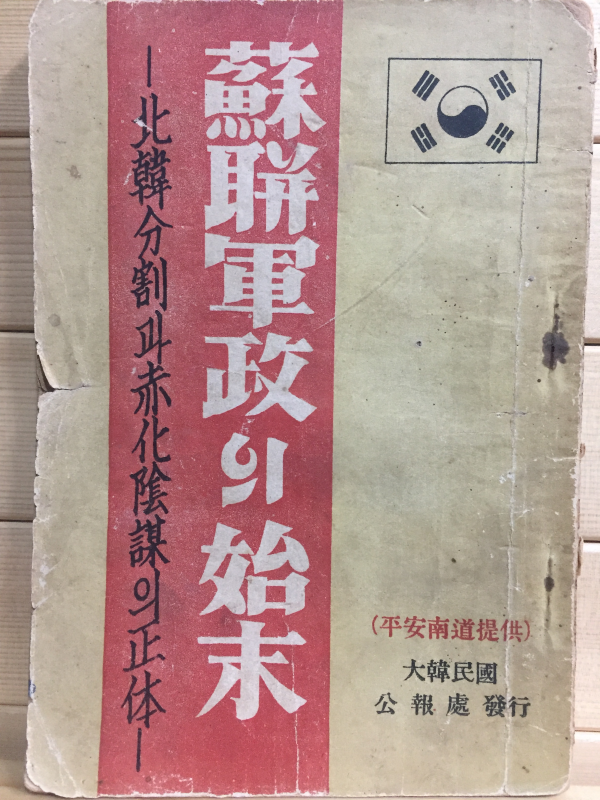 蘇聯軍政의 始末
—北韓分割과 赤化陰謀의 正体—
(平安南道提供)
大韓民國
公報處 發行